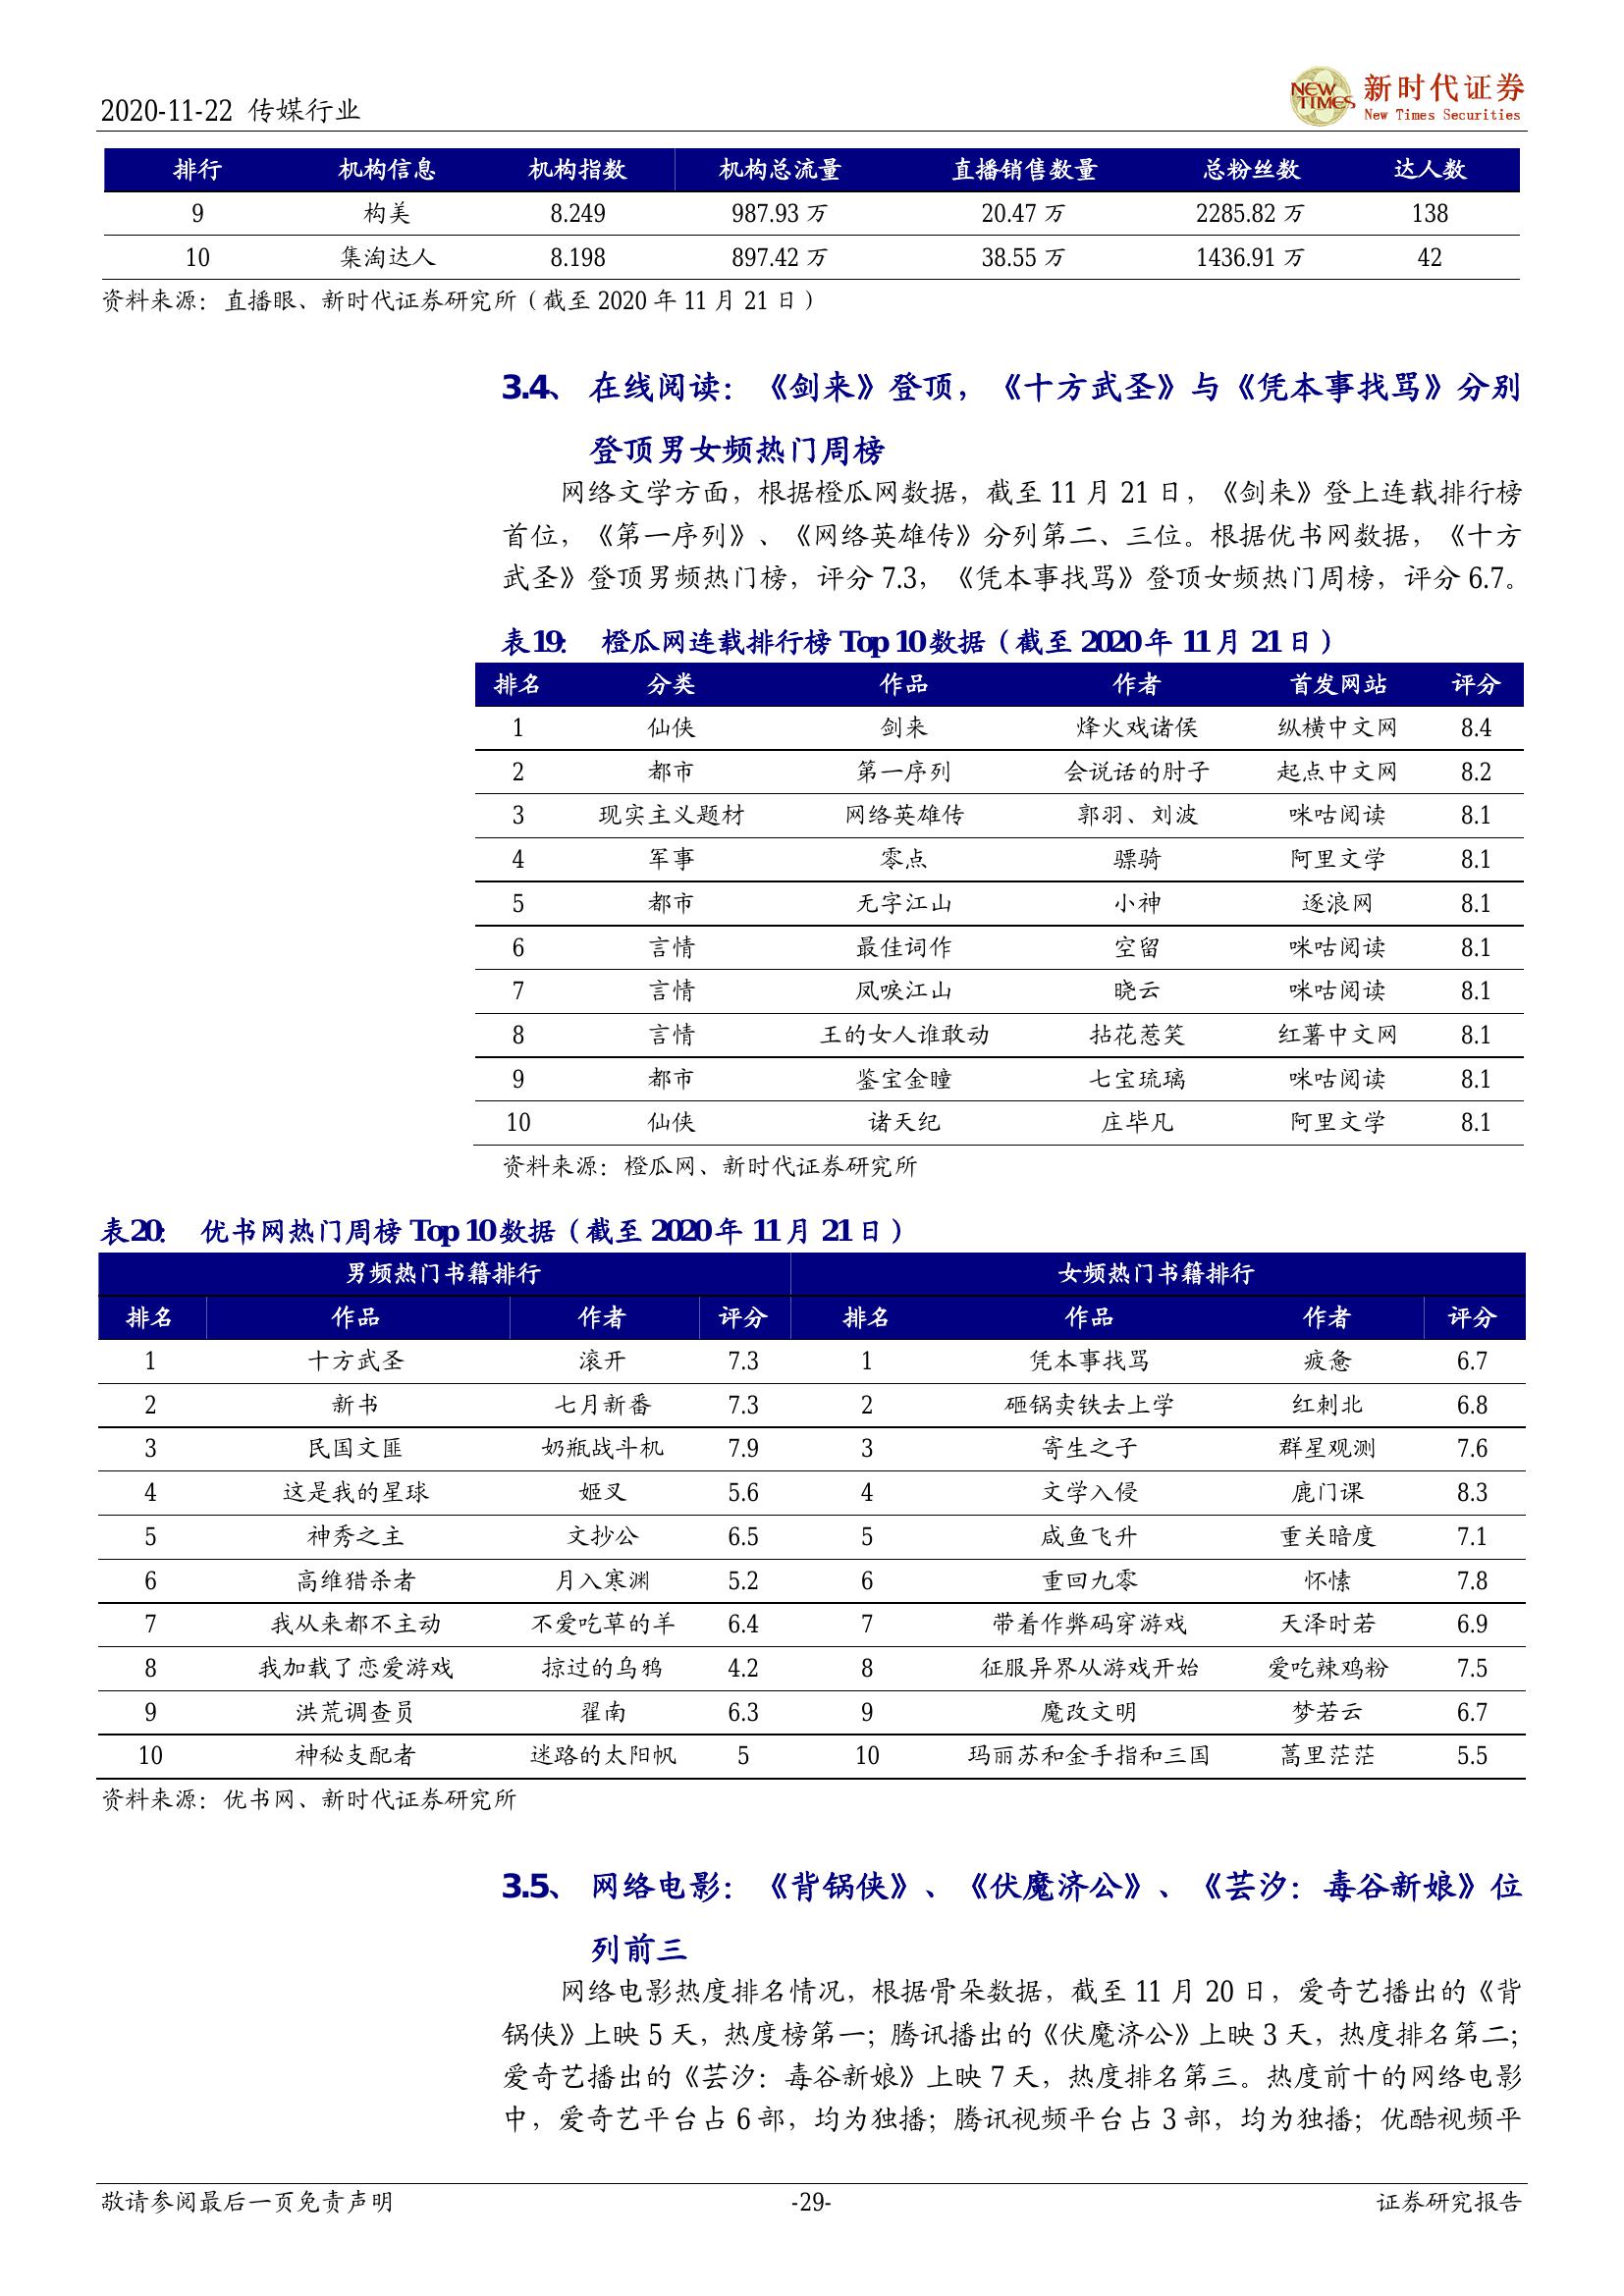 2020-11-22 传媒行业
NEW TIMES 新时代证券
New Times Securities
排行 机构信息 机构指数 机构总流量 直播销售数量 总粉丝数 达人数
9 构美 8.249 987.93 万 20.47 万 2285.82 万 138
10 集淘达人 8.198 897.42 万 38.55 万 1436.91 万 42
资料来源：直播眼、新时代证券研究所（截至 2020 年 11 月 21 日）
3.4、 在线阅读：《剑来》登顶，《十方武圣》与《凭本事找骂》分别
登顶男女频热门周榜
网络文学方面，根据橙瓜网数据，截至 11 月 21 日，《剑来》登上连载排行榜
首位，《第一序列》、《网络英雄传》分列第二、三位。根据优书网数据，《十方
武圣》登顶男频热门榜，评分 7.3，《凭本事找骂》登顶女频热门周榜，评分 6.7。
表19： 橙瓜网连载排行榜 Top 10 数据（截至 2020 年 11 月 21 日）
排名 分类 作品 作者 首发网站 评分
1 仙侠 剑来 烽火戏诸侯 纵横中文网 8.4
2 都市 第一序列 会说话的肘子 起点中文网 8.2
3 现实主义题材 网络英雄传 郭羽、刘波 咪咕阅读 8.1
4 军事 零点 骠骑 阿里文学 8.1
5 都市 无字江山 小神 逐浪网 8.1
6 言情 最佳词作 空留 咪咕阅读 8.1
7 言情 凤唳江山 晓云 咪咕阅读 8.1
8 言情 王的女人谁敢动 拈花惹笑 红薯中文网 8.1
9 都市 鉴宝金瞳 七宝琉璃 咪咕阅读 8.1
10 仙侠 诸天纪 庄毕凡 阿里文学 8.1
资料来源：橙瓜网、新时代证券研究所
表20： 优书网热门周榜 Top 10 数据（截至 2020 年 11 月 21 日）
男频热门书籍排行 女频热门书籍排行
排名 作品 作者 评分 排名 作品 作者 评分
1 十方武圣 滚开 7.3 1 凭本事找骂 疲惫 6.7
2 新书 七月新番 7.3 2 砸锅卖铁去上学 红刺北 6.8
3 民国文匪 奶瓶战斗机 7.9 3 寄生之子 群星观测 7.6
4 这是我的星球 姬叉 5.6 4 文学入侵 鹿门课 8.3
5 神秀之主 文抄公 6.5 5 咸鱼飞升 重关暗度 7.1
6 高维猎杀者 月入寒渊 5.2 6 重回九零 怀愫 7.8
7 我从来都不主动 不爱吃草的羊 6.4 7 带着作弊码穿游戏 天泽时若 6.9
8 我加载了恋爱游戏 掠过的乌鸦 4.2 8 征服异界从游戏开始 爱吃辣鸡粉 7.5
9 洪荒调查员 翟南 6.3 9 魔改文明 梦若云 6.7
10 神秘支配者 迷路的太阳帆 5 10 玛丽苏和金手指和三国 蒿里茫茫 5.5
资料来源：优书网、新时代证券研究所
3.5、 网络电影：《背锅侠》、《伏魔济公》、《芸汐：毒谷新娘》位
列前三
网络电影热度排名情况，根据骨朵数据，截至 11 月 20 日，爱奇艺播出的《背
锅侠》上映 5 天，热度榜第一；腾讯播出的《伏魔济公》上映 3 天，热度排名第二；
爱奇艺播出的《芸汐：毒谷新娘》上映 7 天，热度排名第三。热度前十的网络电影
中，爱奇艺平台占 6 部，均为独播；腾讯视频平台占 3 部，均为独播；优酷视频平
敬请参阅最后一页免责声明 -29- 证券研究报告